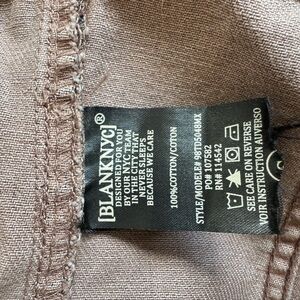 [BLANKNYC]®
DESIGNED FOR YOU
BY OUR NYC TEAM
IN THE CITY THAT
NEVER SLEEPS
BECAUSE WE CARE
100%COTTON/COTON
STYLE/MODELE# 98TDS048MX
PO# 107582
RN# 114542
SEE CARE ON REVERSE
VOIR INSTRUCTION AUVERSO